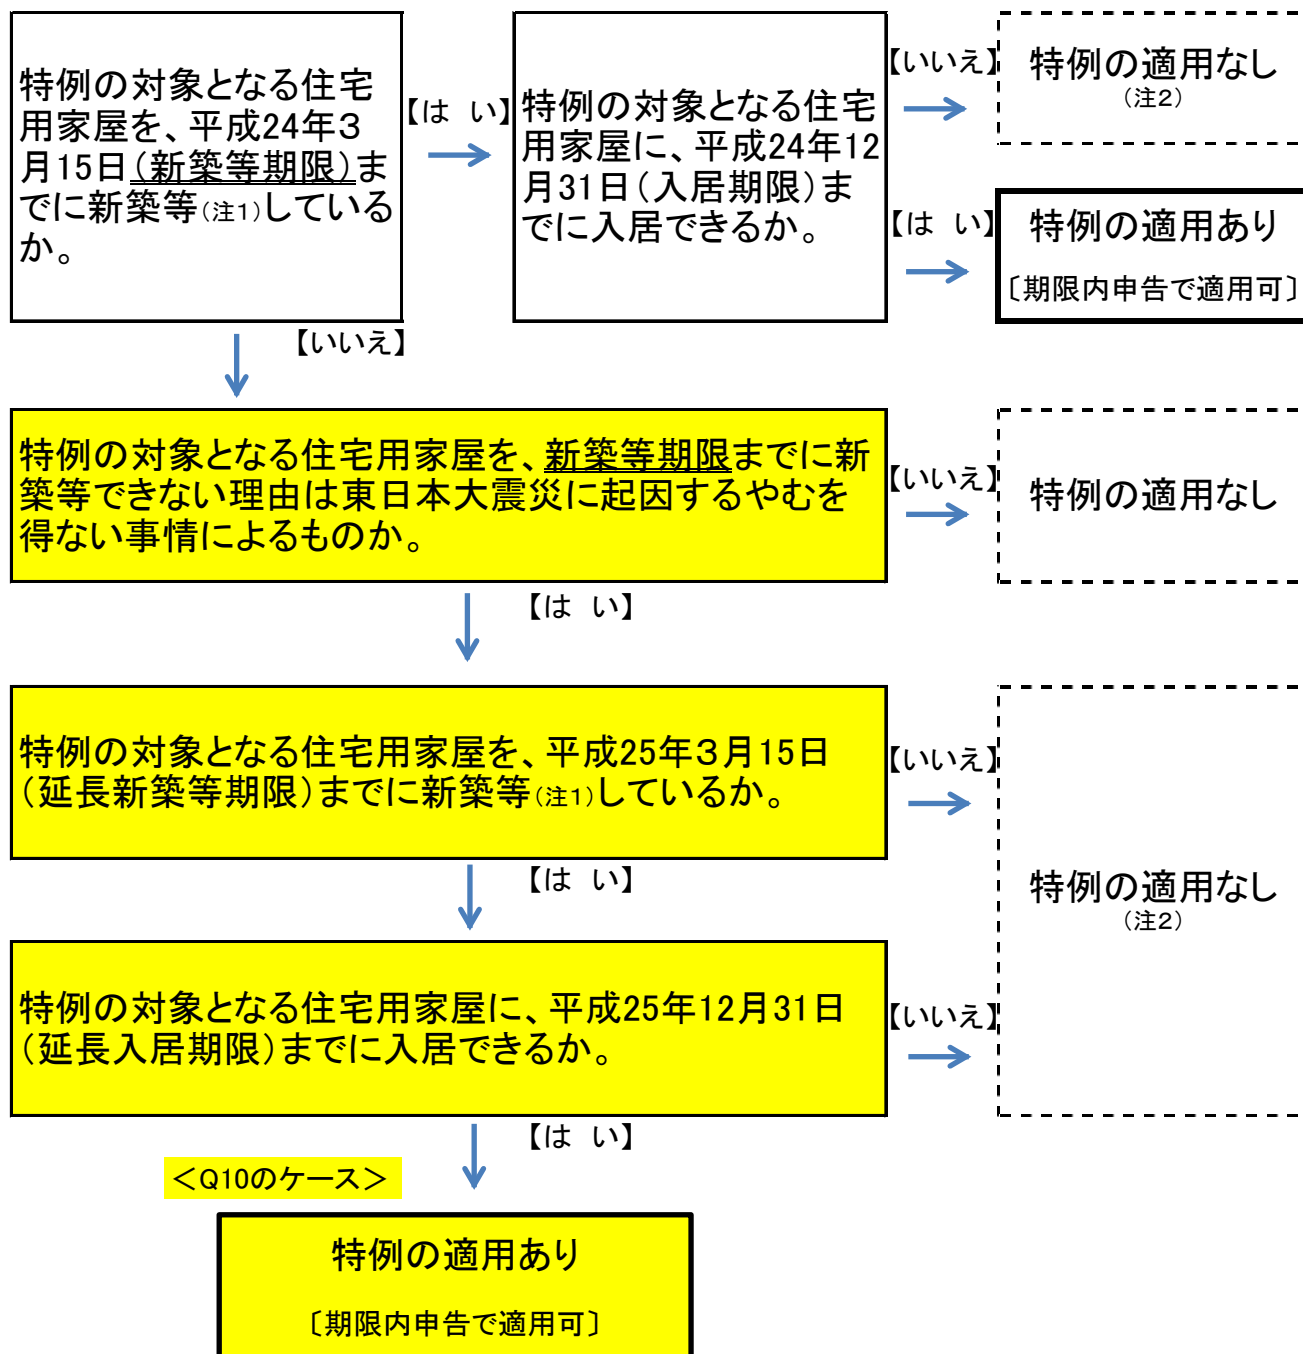 特例の対象となる住宅
用家屋を、平成24年３
月15日（新築等期限）ま
でに新築等（注１）している
か。
【は　い】
特例の対象となる住宅
用家屋に、平成24年12
月31日（入居期限）ま
でに入居できるか。
【いいえ】
特例の適用なし
（注２）
【は　い】
特例の適用あり
〔期限内申告で適用可〕
【いいえ】
特例の対象となる住宅用家屋を、新築等期限までに新
築等できない理由は東日本大震災に起因するやむを
得ない事情によるものか。
【いいえ】
特例の適用なし
【は　い】
特例の対象となる住宅用家屋を、平成25年３月15日
（延長新築等期限）までに新築等（注１）しているか。
【いいえ】
【は　い】
特例の適用なし
（注２）
特例の対象となる住宅用家屋に、平成25年12月31日
（延長入居期限）までに入居できるか。
【いいえ】
【は　い】
＜Q10のケース＞
特例の適用あり
〔期限内申告で適用可〕